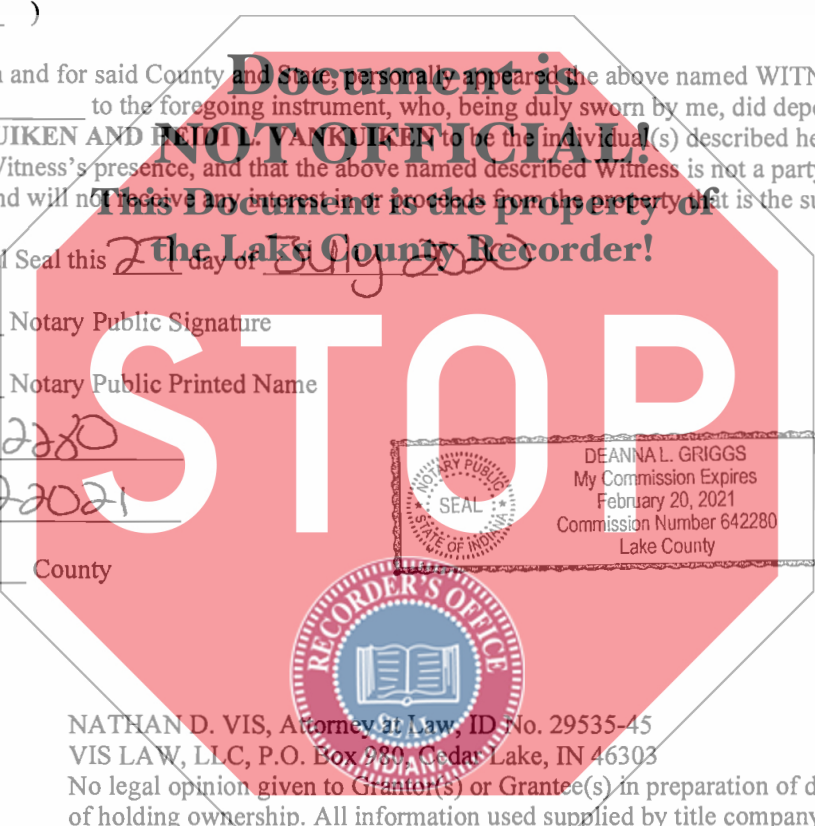 )
and for said County and State, personally appeared the above named WITN
to the foregoing instrument, who, being duly sworn by me, did depo
UIKEN AND HEIDI L. VANKUIKEN to be the individual(s) described he
Witness's presence, and that the above named described Witness is not a party
nd will not receive any interest in or proceeds from the property that is the su
Document is
NOT OFFICIAL!
This Document is the property of
the Lake County Recorder!
l Seal this 27 day of July 2020
STOP
Notary Public Signature
Notary Public Printed Name
2280
2021
County
NOTARY PUBLIC
SEAL
STATE OF INDIANA
DEANNA L. GRIGGS
My Commission Expires
February 20, 2021
Commission Number 642280
Lake County
RECORDER'S OFFICE
INDIANA
NATHAN D. VIS, Attorney at Law, ID No. 29535-45
VIS LAW, LLC, P.O. Box 980, Cedar Lake, IN 46303
No legal opinion given to Grantor(s) or Grantee(s) in preparation of d
of holding ownership. All information used supplied by title company